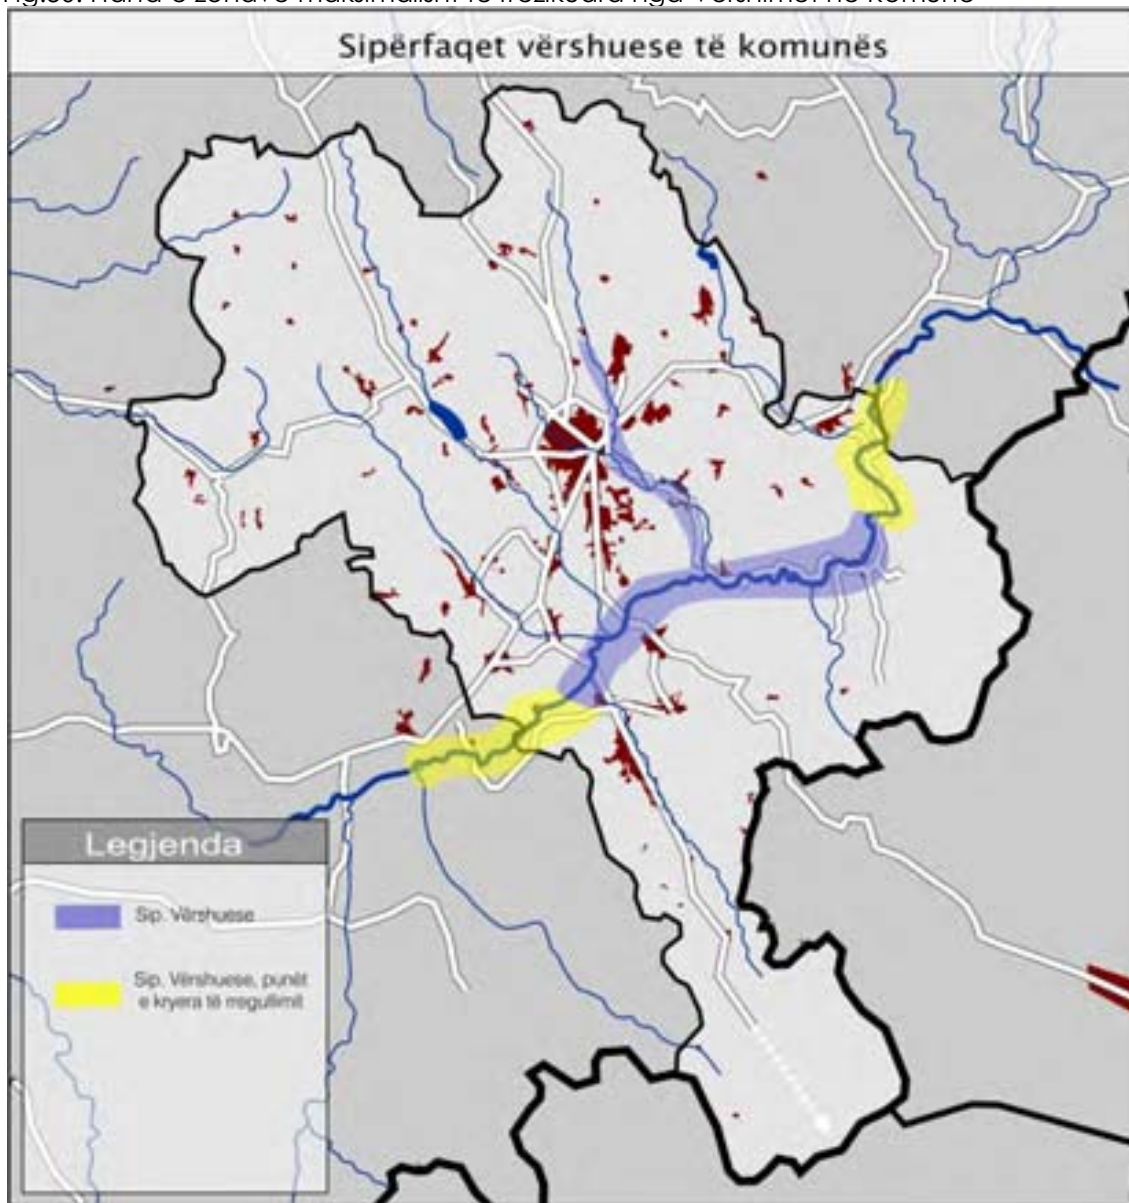 Sipërfaqet vërshuese të komunës
Legjenda
Sip. Vërshuese
Sip. Vërshuese, punët
e kryera të rregullimit